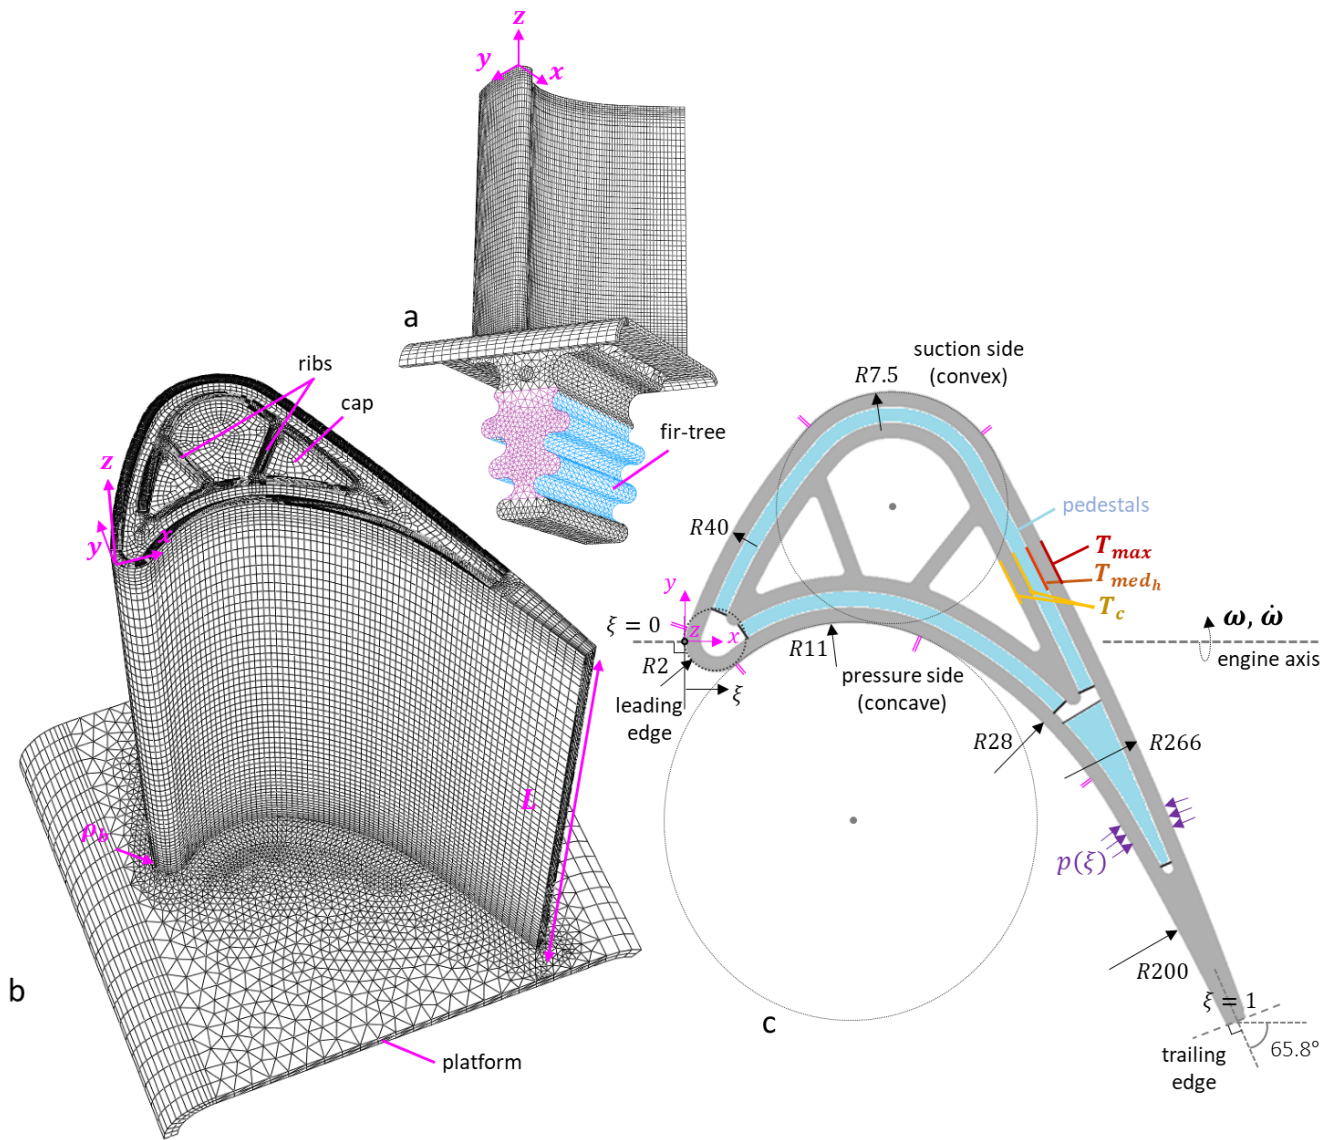 z
y
x
a
fir-tree
ribs
cap
z
y
x
L
ρ_b
b
platform
suction side
(convex)
R7.5
R40
pedestals
T_max
T_med_h
T_c
y
ξ = 0
z
x
R2
R11
ω, ω̇
engine axis
leading
edge
ξ
pressure side
(concave)
R28
R266
p(ξ)
R200
c
ξ = 1
65.8°
trailing
edge